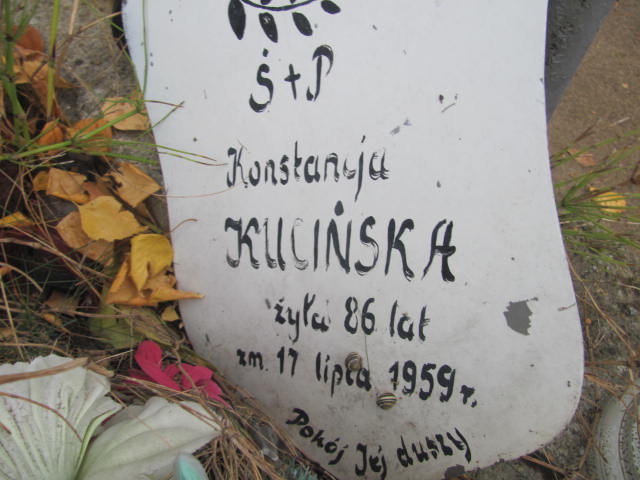 Ś+P
Konstancja
KUCIŃSKA
żyła 86 lat
zm. 17 lipca 1959 r.
Pokój Jej duszy